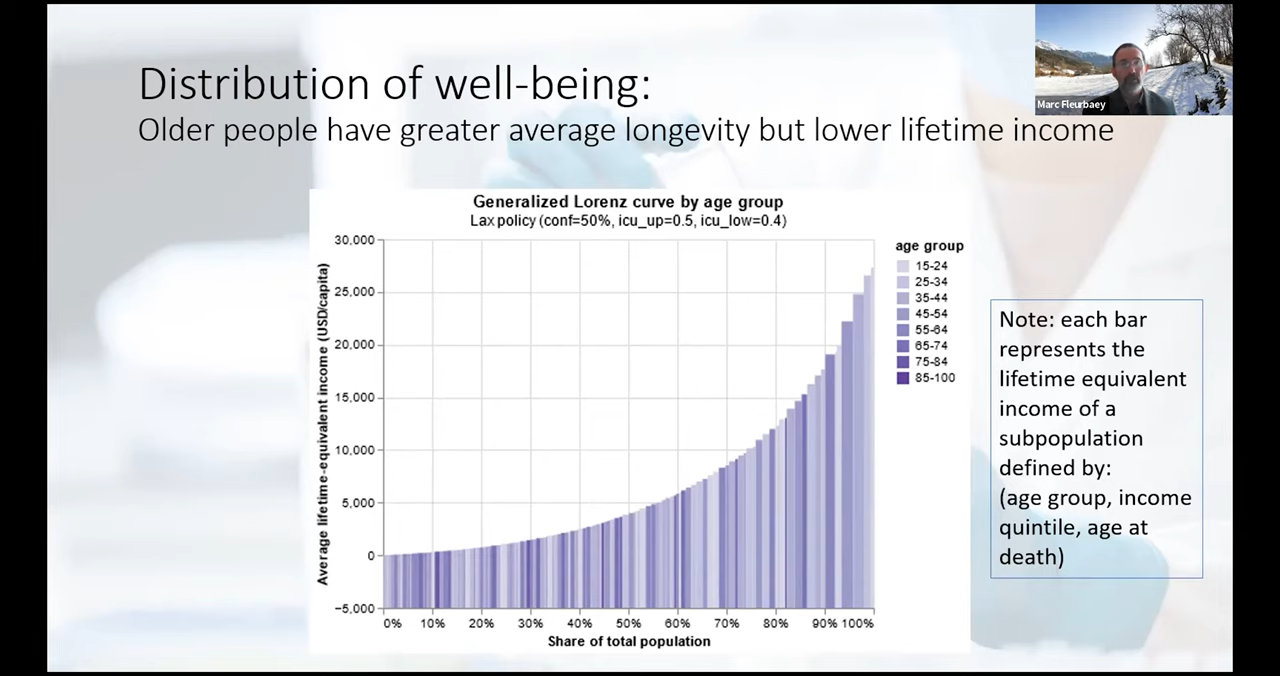 Distribution of well-being:
Older people have greater average longevity but lower lifetime income
Marc Fleurbaey
Generalized Lorenz curve by age group
Lax policy (conf=50%, icu_up=0.5, icu_low=0.4)
Average lifetime-equivalent income (USD/capita)
30,000
25,000
20,000
15,000
10,000
5,000
0
−5,000
0% 10% 20% 30% 40% 50% 60% 70% 80% 90% 100%
Share of total population
age group
15-24
25-34
35-44
45-54
55-64
65-74
75-84
85-100
Note: each bar
represents the
lifetime equivalent
income of a
subpopulation
defined by:
(age group, income
quintile, age at
death)